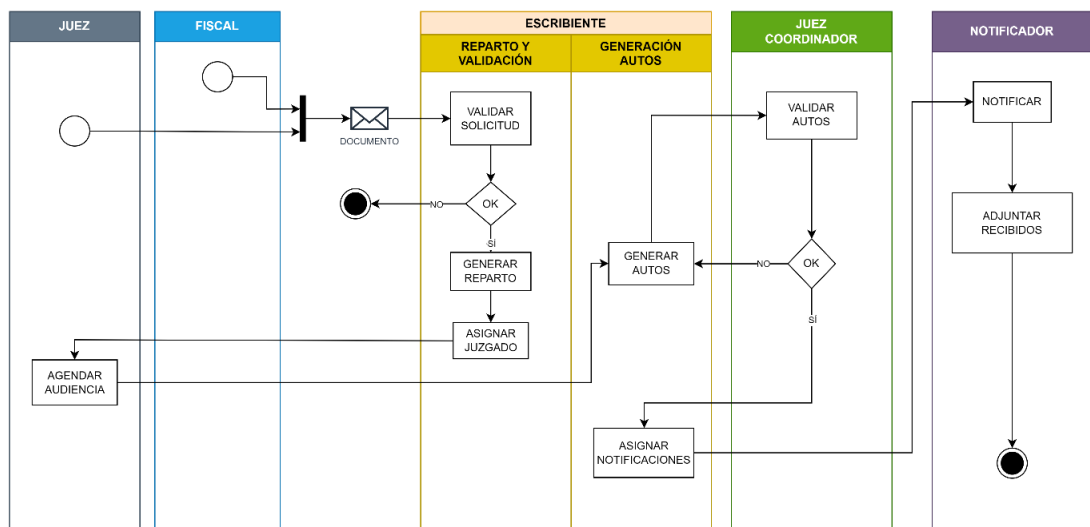 JUEZ
FISCAL
ESCRIBIENTE
REPARTO Y
VALIDACIÓN
GENERACIÓN
AUTOS
JUEZ
COORDINADOR
NOTIFICADOR
VALIDAR
SOLICITUD
DOCUMENTO
VALIDAR
AUTOS
NOTIFICAR
OK
NO
SÍ
ADJUNTAR
RECIBIDOS
GENERAR
REPARTO
GENERAR
AUTOS
NO
OK
SÍ
ASIGNAR
JUZGADO
AGENDAR
AUDIENCIA
ASIGNAR
NOTIFICACIONES